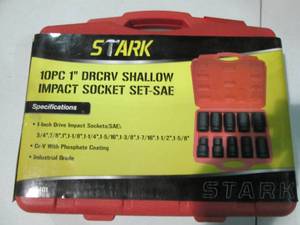 STARK
10PC 1" DRCRV SHALLOW
IMPACT SOCKET SET-SAE
Specifications
• 1-Inch Drive Impact Sockets(SAE):
3/4",7/8",1",1-1/8",1-1/4",1-5/16",1-3/8",1-7/16",1-1/2",1-5/8"
• Cr-V With Phosphate Coating
• Industrial Grade
STARK